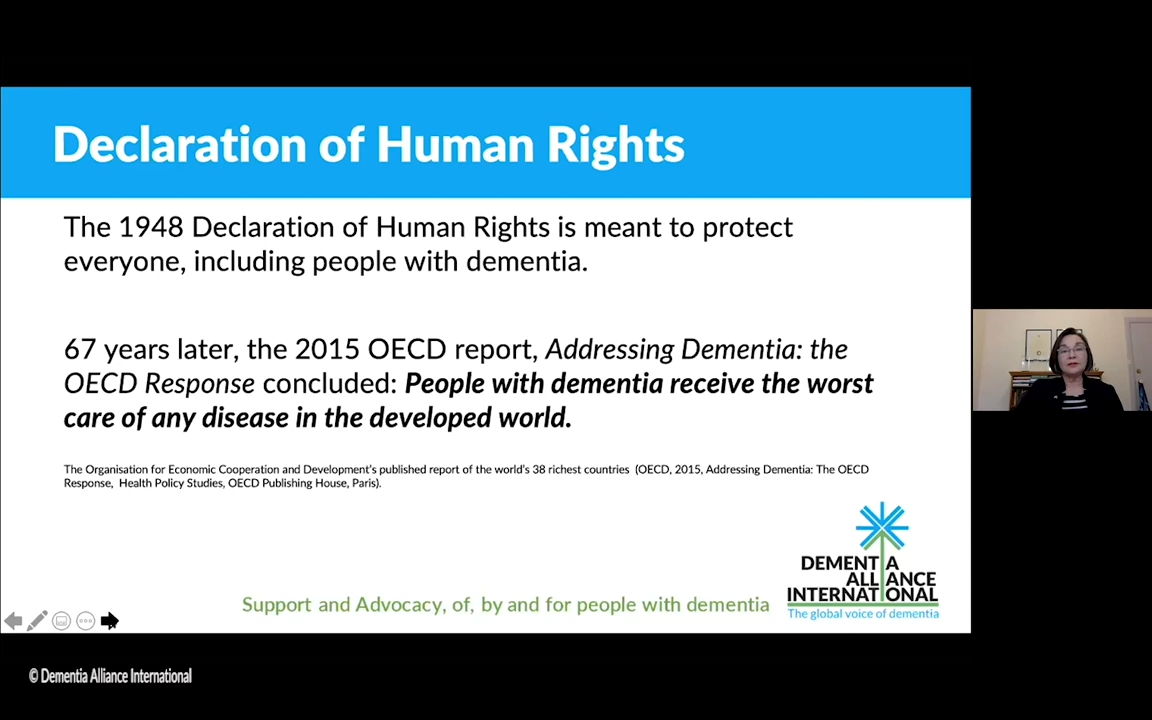 Declaration of Human Rights
The 1948 Declaration of Human Rights is meant to protect
everyone, including people with dementia.
67 years later, the 2015 OECD report, Addressing Dementia: the
OECD Response concluded: People with dementia receive the worst
care of any disease in the developed world.
The Organisation for Economic Cooperation and Development's published report of the world's 38 richest countries (OECD, 2015, Addressing Dementia: The OECD
Response, Health Policy Studies, OECD Publishing House, Paris).
DEMENTIA
ALLIANCE
INTERNATIONAL
The global voice of dementia
Support and Advocacy, of, by and for people with dementia
© Dementia Alliance International